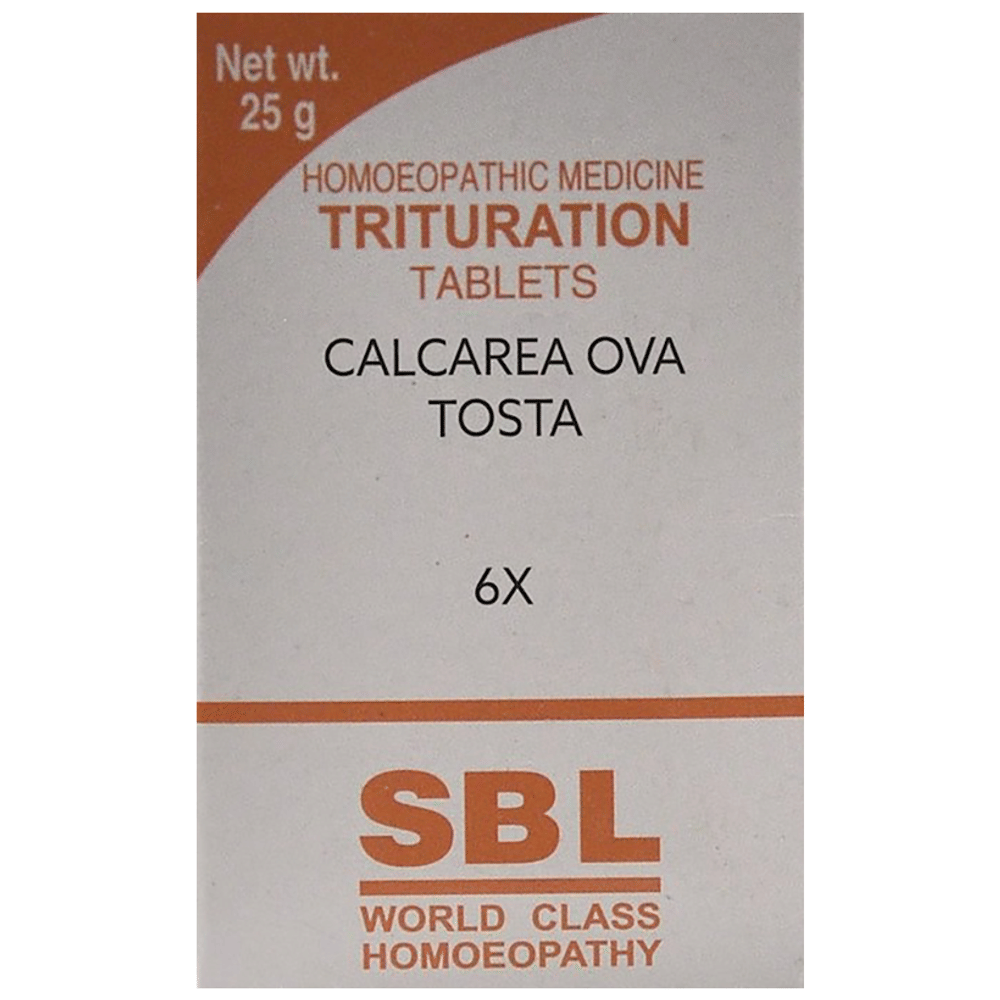 Net wt.
25 g
HOMOEOPATHIC MEDICINE
TRITURATION
TABLETS
CALCAREA OVA
TOSTA
6X
SBL
WORLD CLASS
HOMOEOPATHY